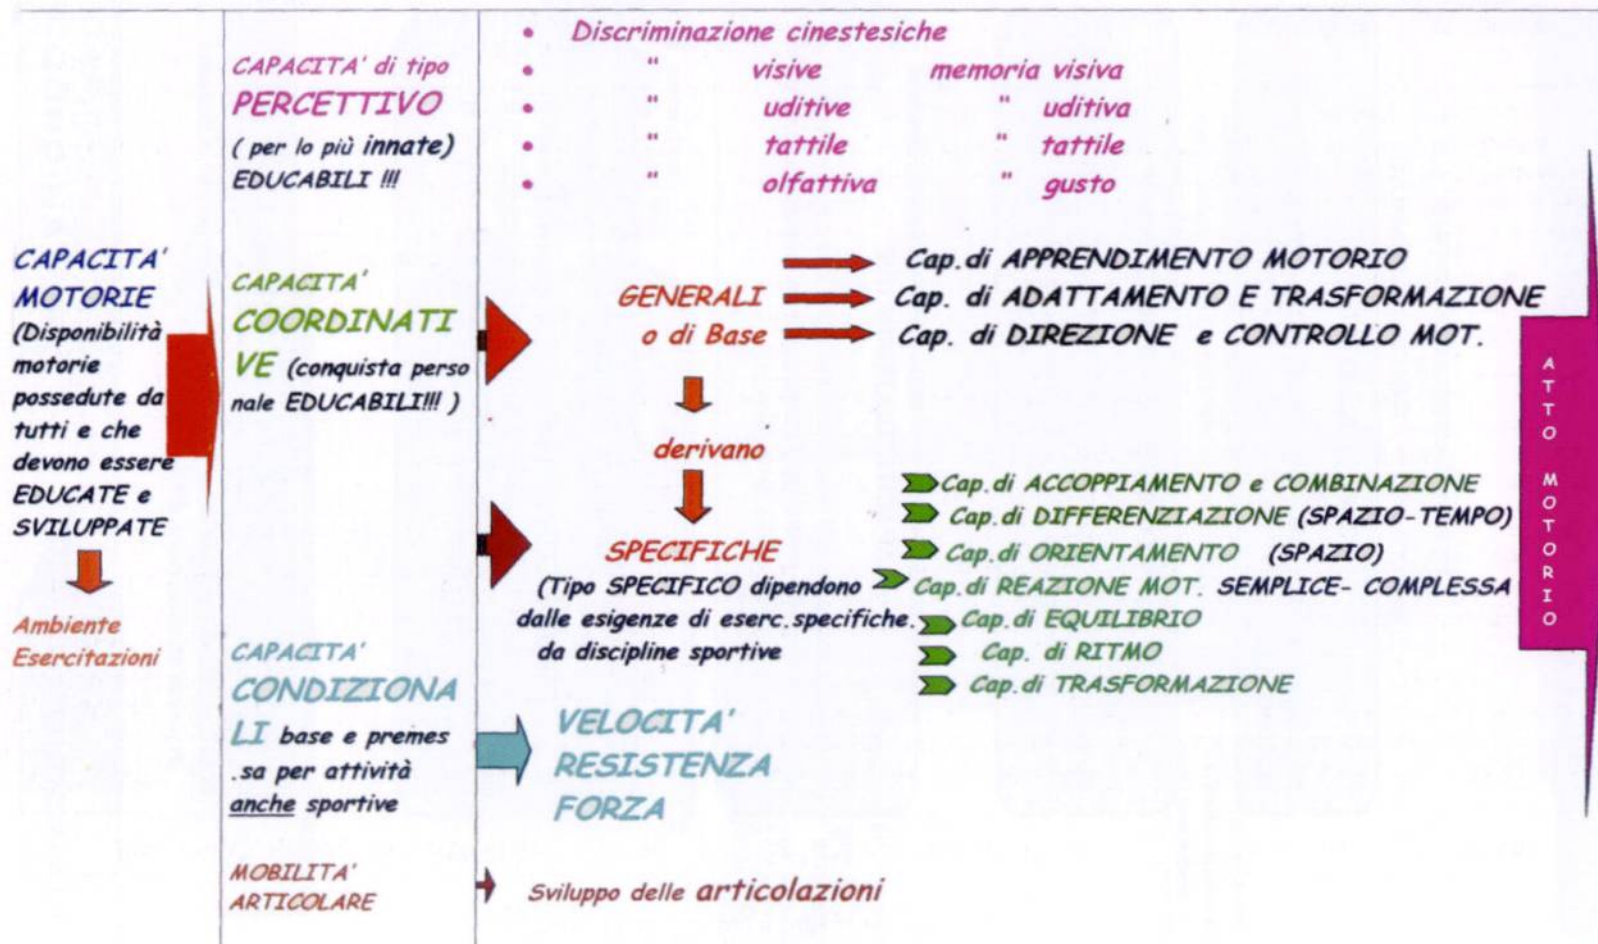 CAPACITA' MOTORIE
(Disponibilità
motorie
possedute da
tutti e che
devono essere
EDUCATE e
SVILUPPATE
Ambiente
Esercitazioni
CAPACITA' di tipo
PERCETTIVO
( per lo più innate)
EDUCABILI !!!
• Discriminazione cinestesiche
• " visive memoria visiva
• " uditive " uditiva
• " tattile " tattile
• " olfattiva " gusto
CAPACITA'
COORDINATI
VE (conquista perso
nale EDUCABILI!!! )
GENERALI
o di Base
Cap. di APPRENDIMENTO MOTORIO
Cap. di ADATTAMENTO E TRASFORMAZIONE
Cap. di DIREZIONE e CONTROLLO MOT.
derivano
SPECIFICHE
(Tipo SPECIFICO dipendono
dalle esigenze di eserc.specifiche.
da discipline sportive
Cap.di ACCOPPIAMENTO e COMBINAZIONE
Cap.di DIFFERENZIAZIONE (SPAZIO-TEMPO)
Cap.di ORIENTAMENTO (SPAZIO)
Cap.di REAZIONE MOT. SEMPLICE- COMPLESSA
Cap.di EQUILIBRIO
Cap. di RITMO
Cap.di TRASFORMAZIONE
CAPACITA'
CONDIZIONA
LI base e premes
.sa per attività
anche sportive
VELOCITA'
RESISTENZA
FORZA
MOBILITA'
ARTICOLARE
Sviluppo delle articolazioni
ATTO MOTORIO